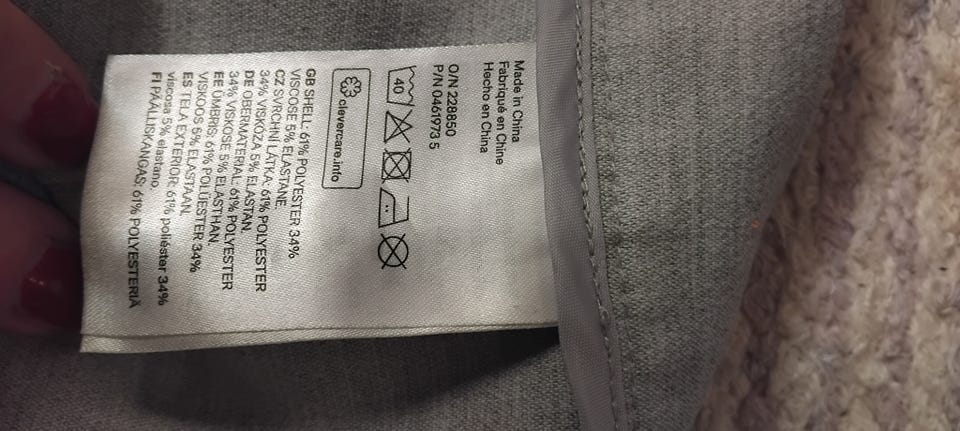 Made in China
Fabriqué en Chine
Hecho en China
O/N 228850
P/N 0461973 5
40
clevercare.info
GB SHELL: 61% POLYESTER 34%
VISCOSE 5% ELASTANE.
CZ SVRCHNÍ LÁTKA: 61% POLYESTER
34% VISKÓZA 5% ELASTAN.
DE OBERMATERIAL: 61% POLYESTER
34% VISKOSE 5% ELASTHAN.
EE ÜMBRIS: 61% POLÜESTER 34%
VISKOOS 5% ELASTAAN.
ES TELA EXTERIOR: 61% poliéster 34%
viscosa 5% elastano.
FI PÄÄLLISKANGAS: 61% POLYESTERIÄ